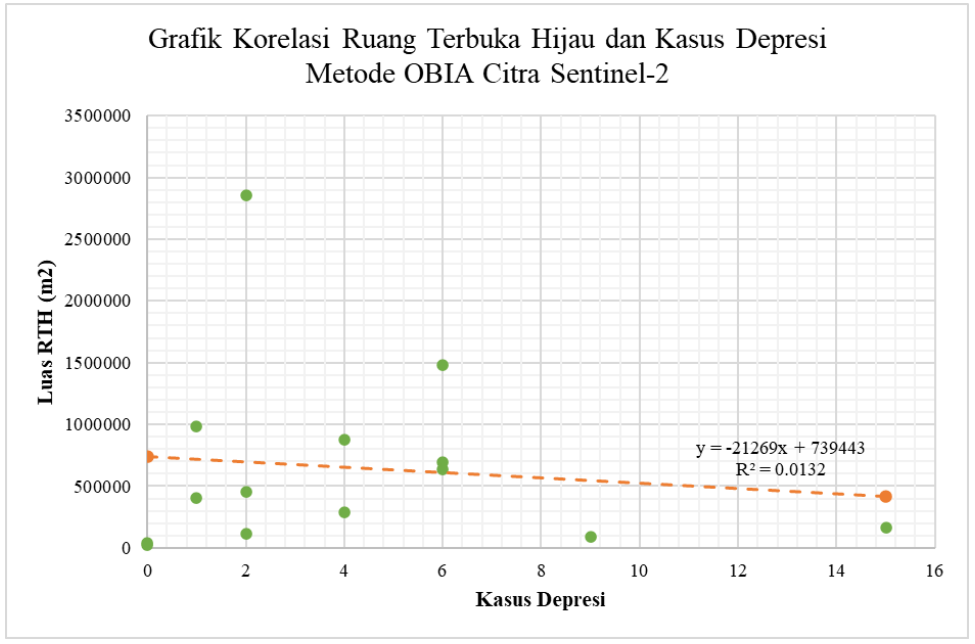 Grafik Korelasi Ruang Terbuka Hijau dan Kasus Depresi
Metode OBIA Citra Sentinel-2
3500000
3000000
2500000
2000000
1500000
1000000
500000
0
Luas RTH (m2)
y = -21269x + 739443
R² = 0.0132
0 2 4 6 8 10 12 14 16
Kasus Depresi